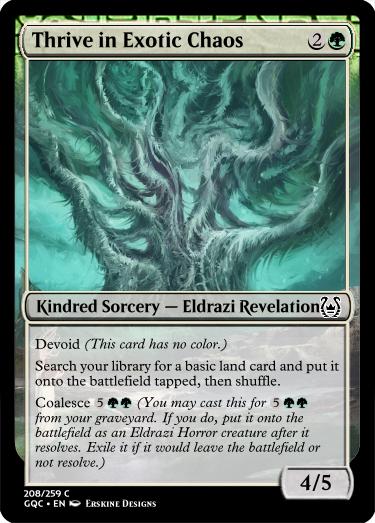 Thrive in Exotic Chaos 2
Kindred Sorcery — Eldrazi Revelation
Devoid (This card has no color.)
Search your library for a basic land card and put it
onto the battlefield tapped, then shuffle.
Coalesce 5 (You may cast this for 5
from your graveyard. If you do, put it onto the
battlefield as an Eldrazi Horror creature after it
resolves. Exile it if it would leave the battlefield or
not resolve.)
4/5
208/259 C
GQC • EN Erskine Designs